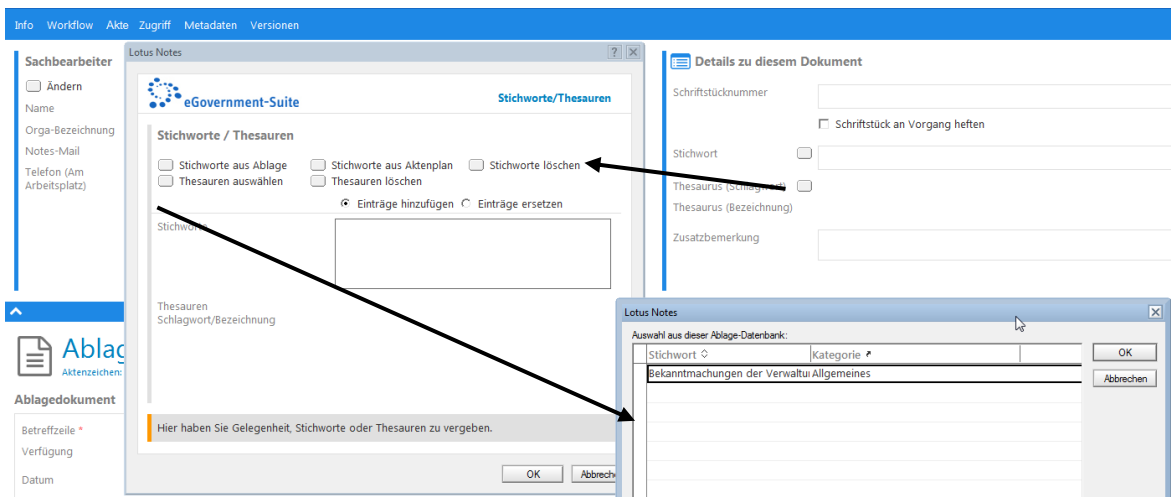 Info Workflow Akte Zugriff Metadaten Versionen
Sachbearbeiter
Ändern
Name
Orga-Bezeichnung
Notes-Mail
Telefon (Am
Arbeitsplatz)
Ablag
Aktenzeichen:
Ablagedokument
Betreffzeile *
Verfügung
Datum
Lotus Notes
eGovernment-Suite
Stichworte/Thesauren
Stichworte / Thesauren
Stichworte aus Ablage Stichworte aus Aktenplan Stichworte löschen
Thesauren auswählen Thesauren löschen
Einträge hinzufügen Einträge ersetzen
Stichworte
Thesauren
Schlagwort/Bezeichnung
Hier haben Sie Gelegenheit, Stichworte oder Thesauren zu vergeben.
OK Abbreche
Details zu diesem Dokument
Schriftstücknummer
Schriftstück an Vorgang heften
Stichwort
Thesaurus (Schlagwort)
Thesaurus (Bezeichnung)
Zusatzbemerkung
Lotus Notes
Auswahl aus dieser Ablage-Datenbank:
Stichwort Kategorie
Bekanntmachungen der Verwaltu Allgemeines
OK
Abbrechen